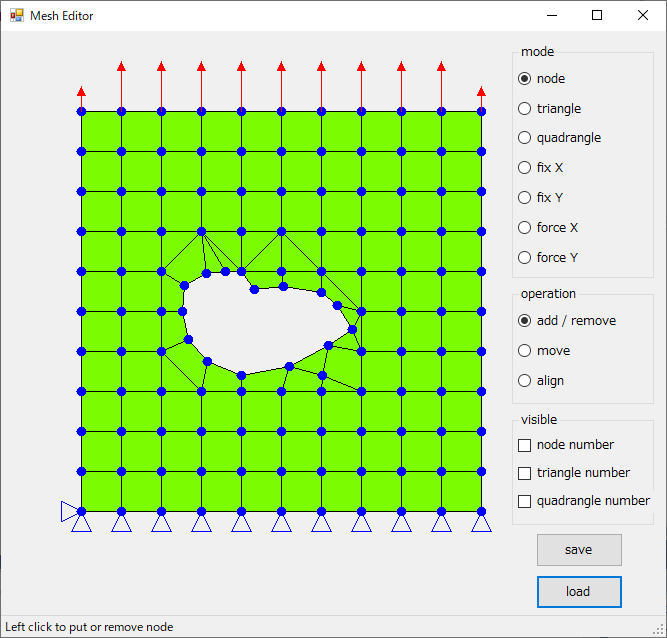 Mesh Editor
mode
node
triangle
quadrangle
fix X
fix Y
force X
force Y
operation
add / remove
move
align
visible
node number
triangle number
quadrangle number
save
load
Left click to put or remove node